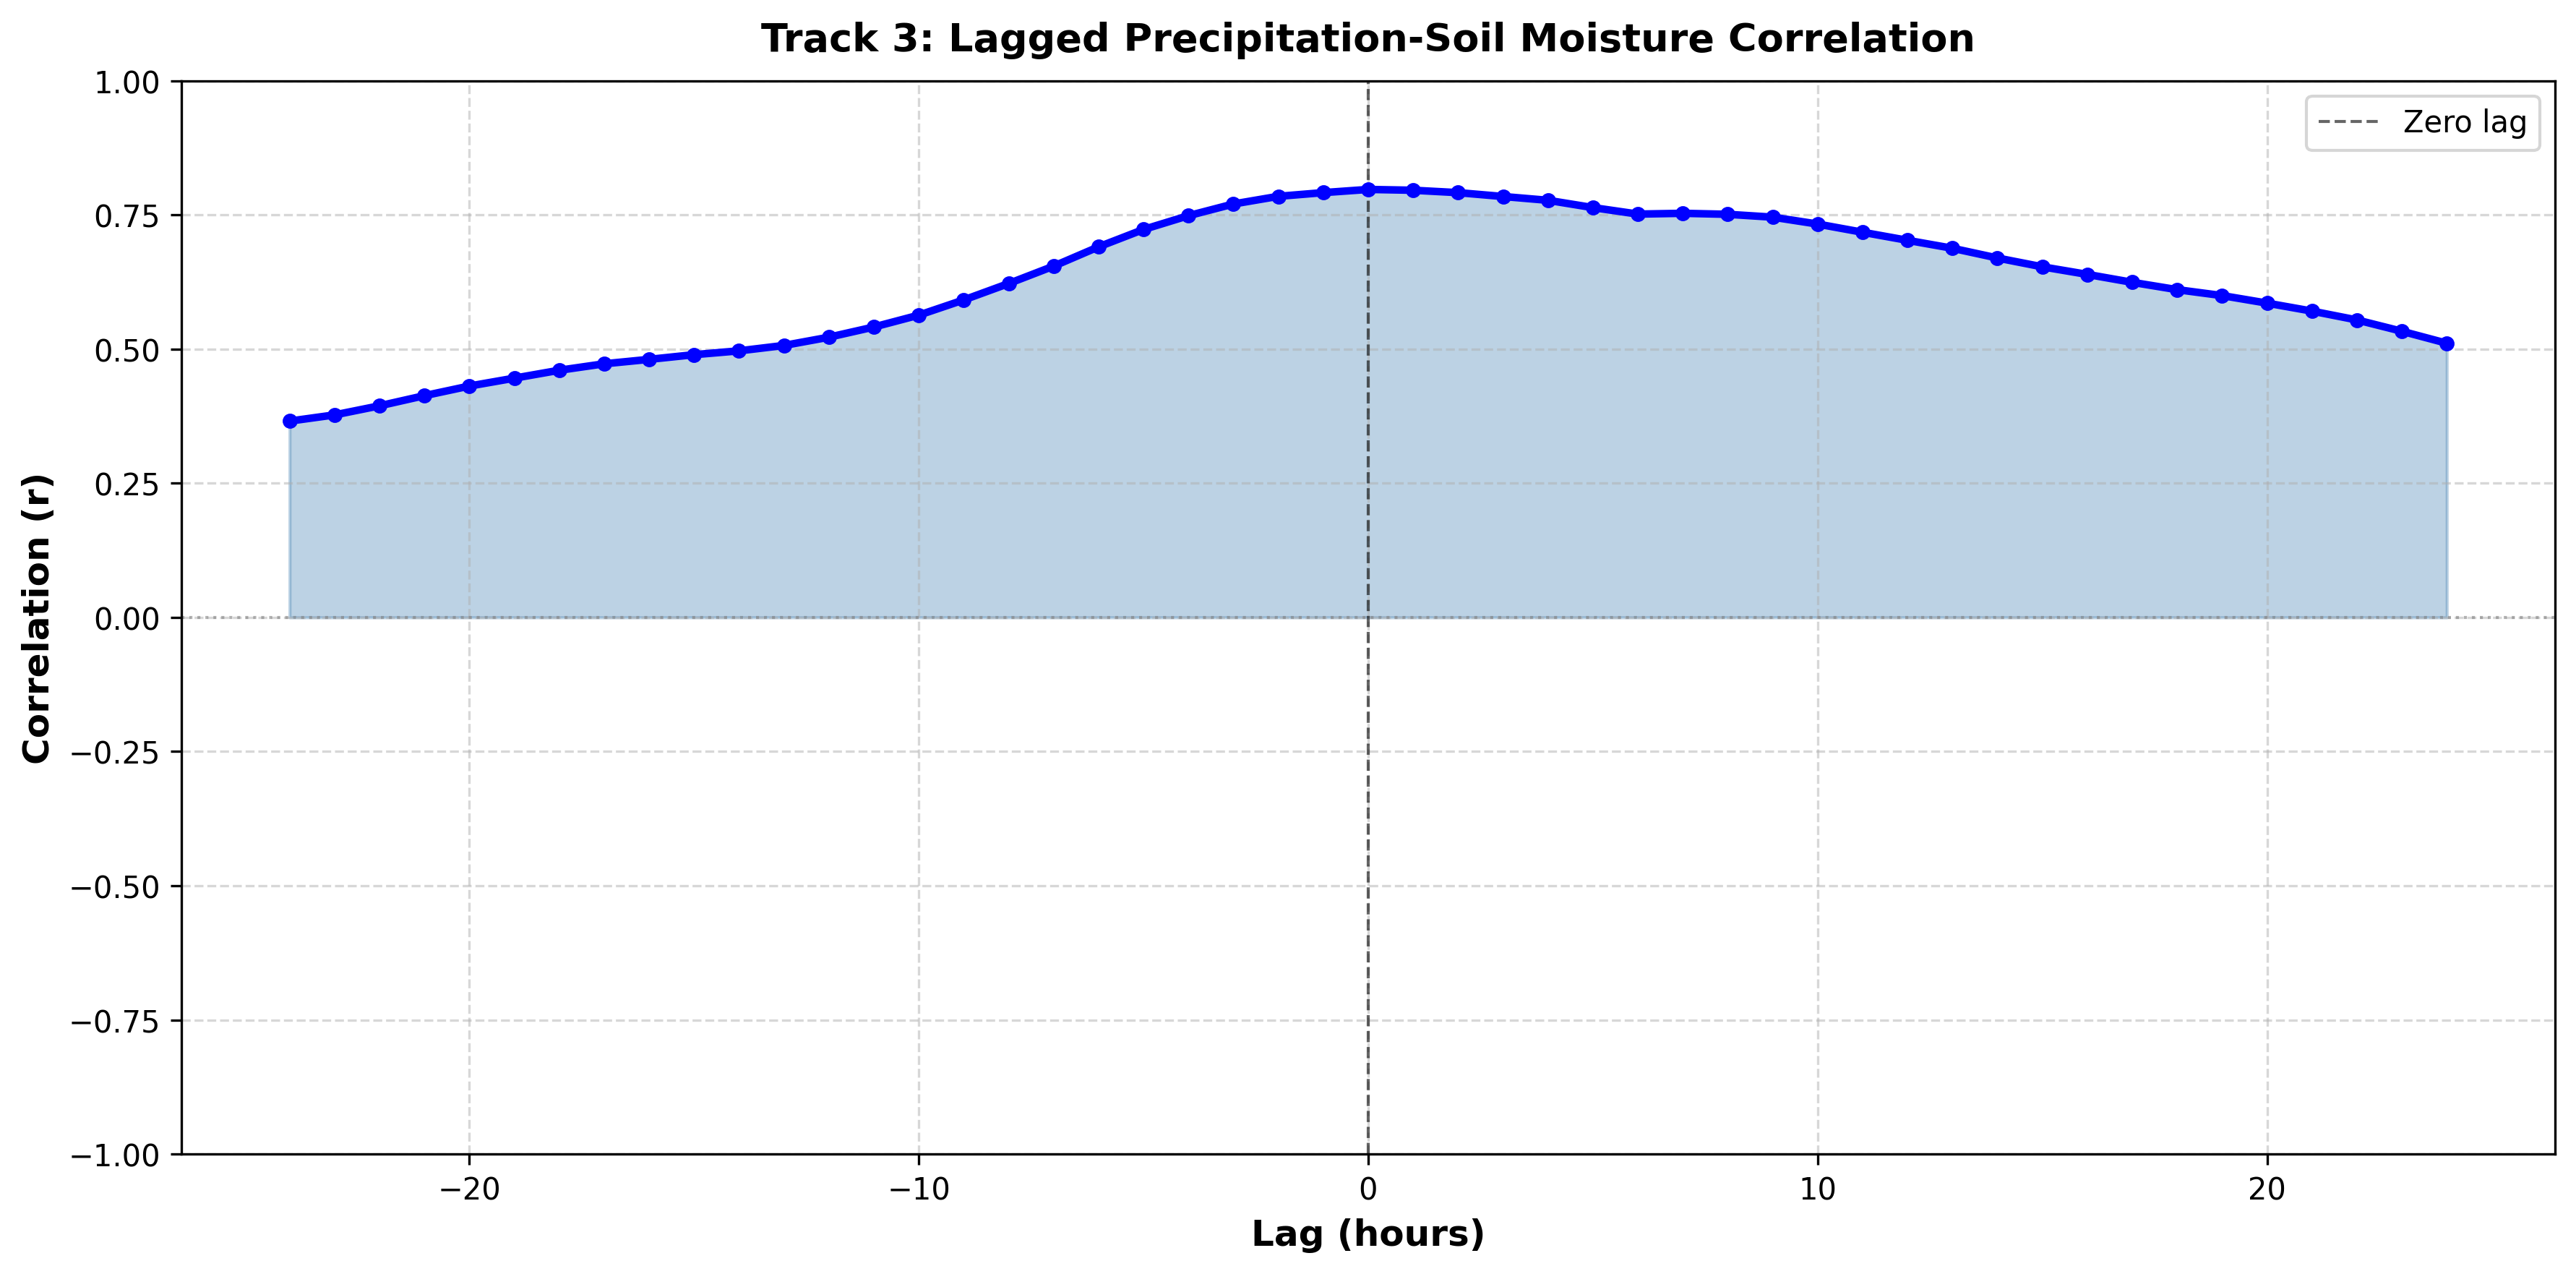 Track 3: Lagged Precipitation-Soil Moisture Correlation
Zero lag
Correlation (r)
1.00
0.75
0.50
0.25
0.00
−0.25
−0.50
−0.75
−1.00
−20 −10 0 10 20
Lag (hours)